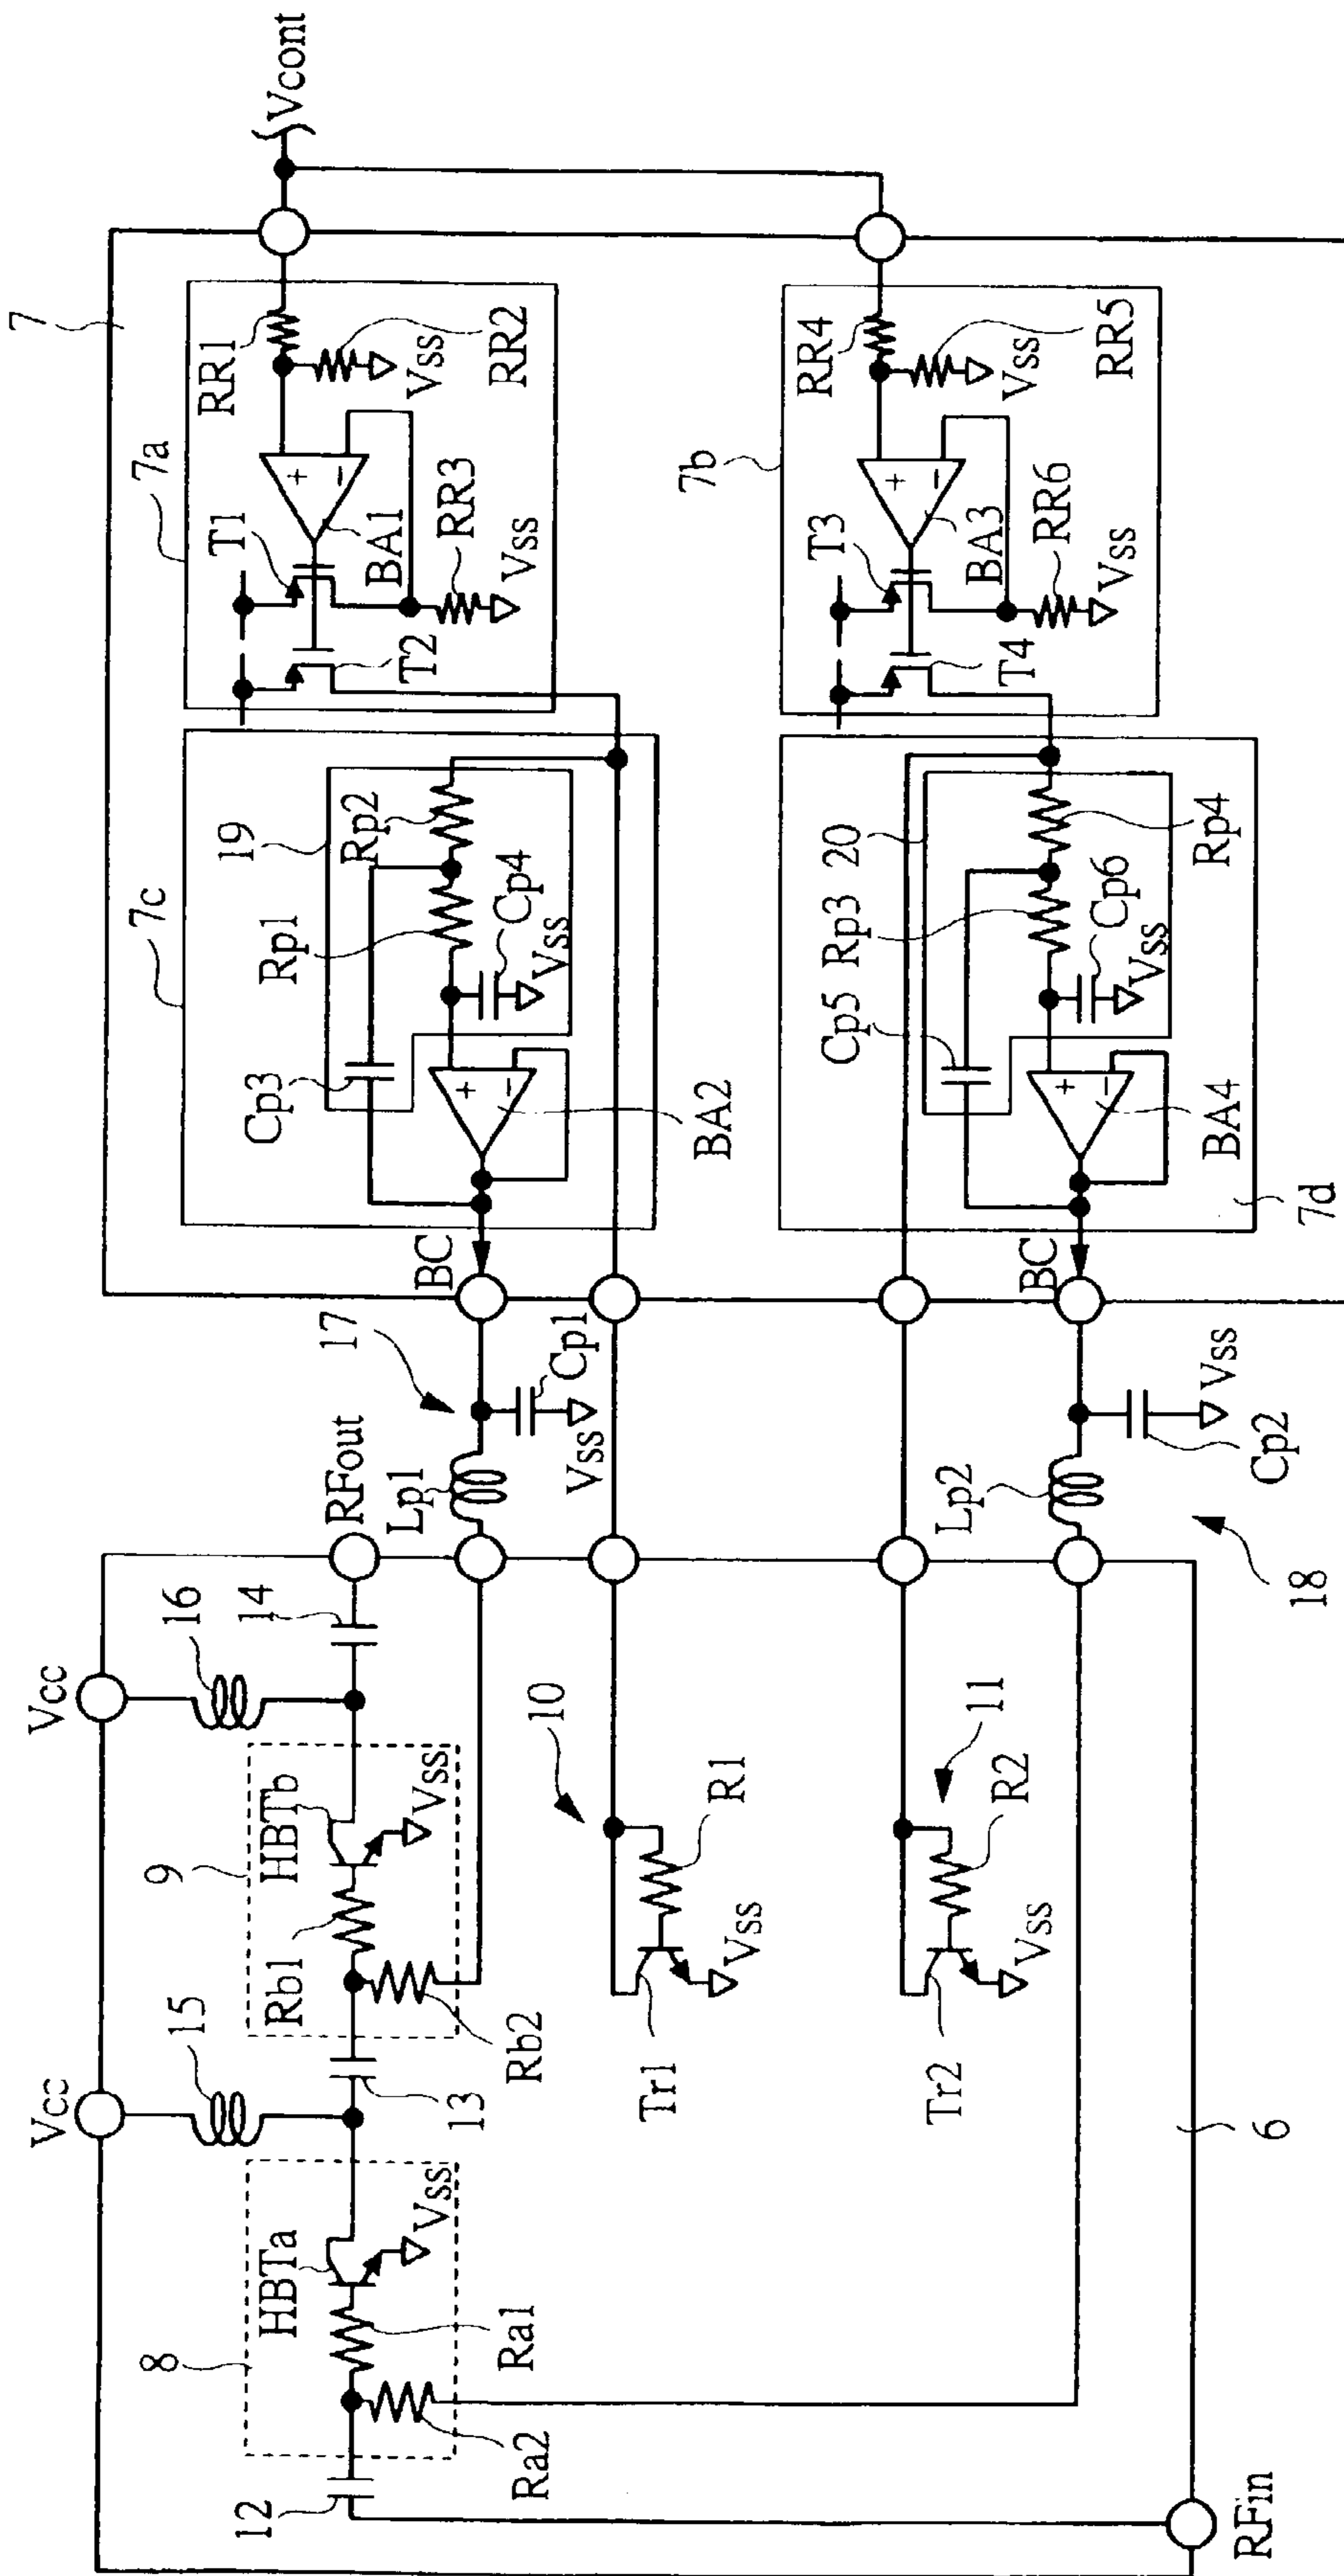 Vcc
Vcc
15
16
8
HBTa
Vss
9
HBTb
Vss
14
RFout
12
Ra2
Ra1
13
Rb1
Rb2
Lp1
17
Cp1
Vss
10
R1
Tr1
Vss
11
R2
Tr2
Vss
Lp2
Cp2
Vss
18
6
RFin
7
7c
19
Cp3
Rp1
Rp2
Cp4
Vss
BA2
BC
7a
T1
T2
BA1
RR1
RR2
Vss
RR3
Vss
Vcont
7b
T3
T4
BA3
RR4
RR5
Vss
RR6
Vss
20
Cp5
Rp3
Rp4
Cp6
Vss
BA4
BC
7d